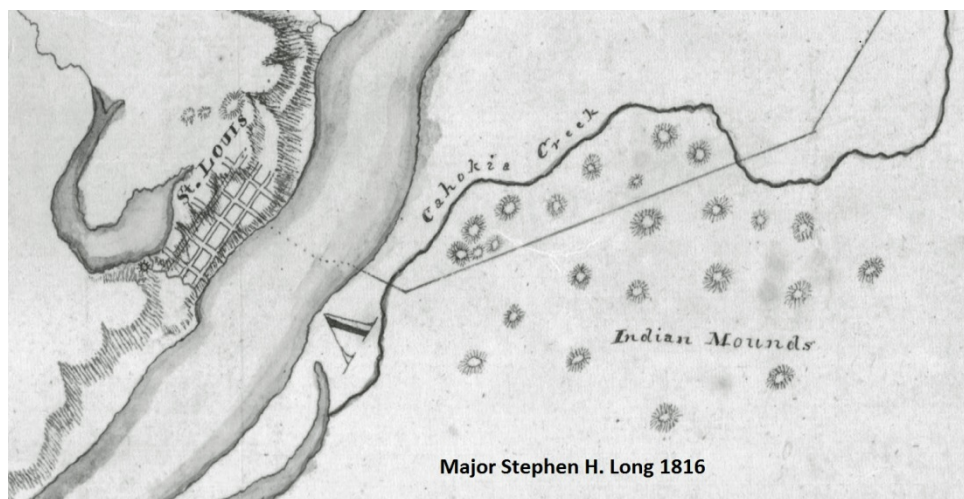 St. Louis
Cahokia Creek
A
Indian Mounds
Major Stephen H. Long 1816